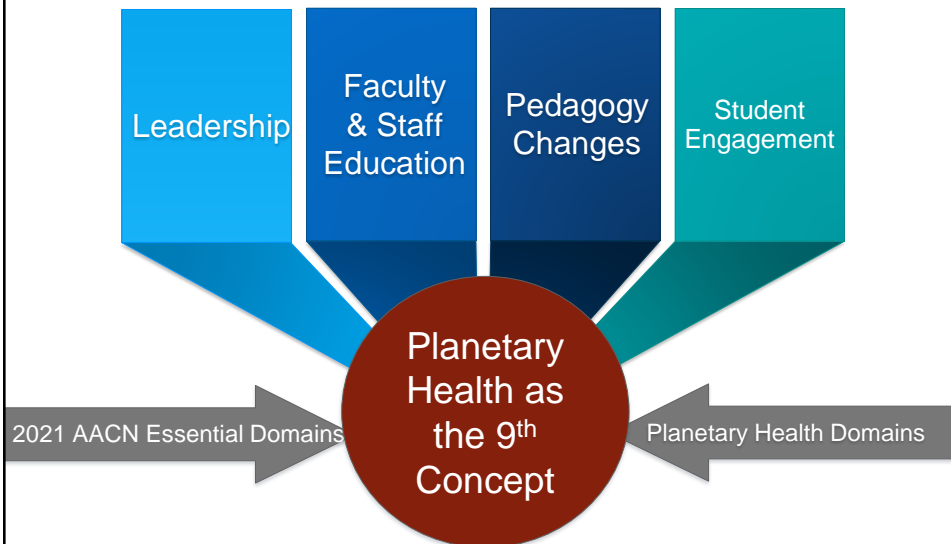 Leadership
Faculty
& Staff
Education
Pedagogy
Changes
Student
Engagement
Planetary
Health as
the 9th
Concept
2021 AACN Essential Domains
Planetary Health Domains